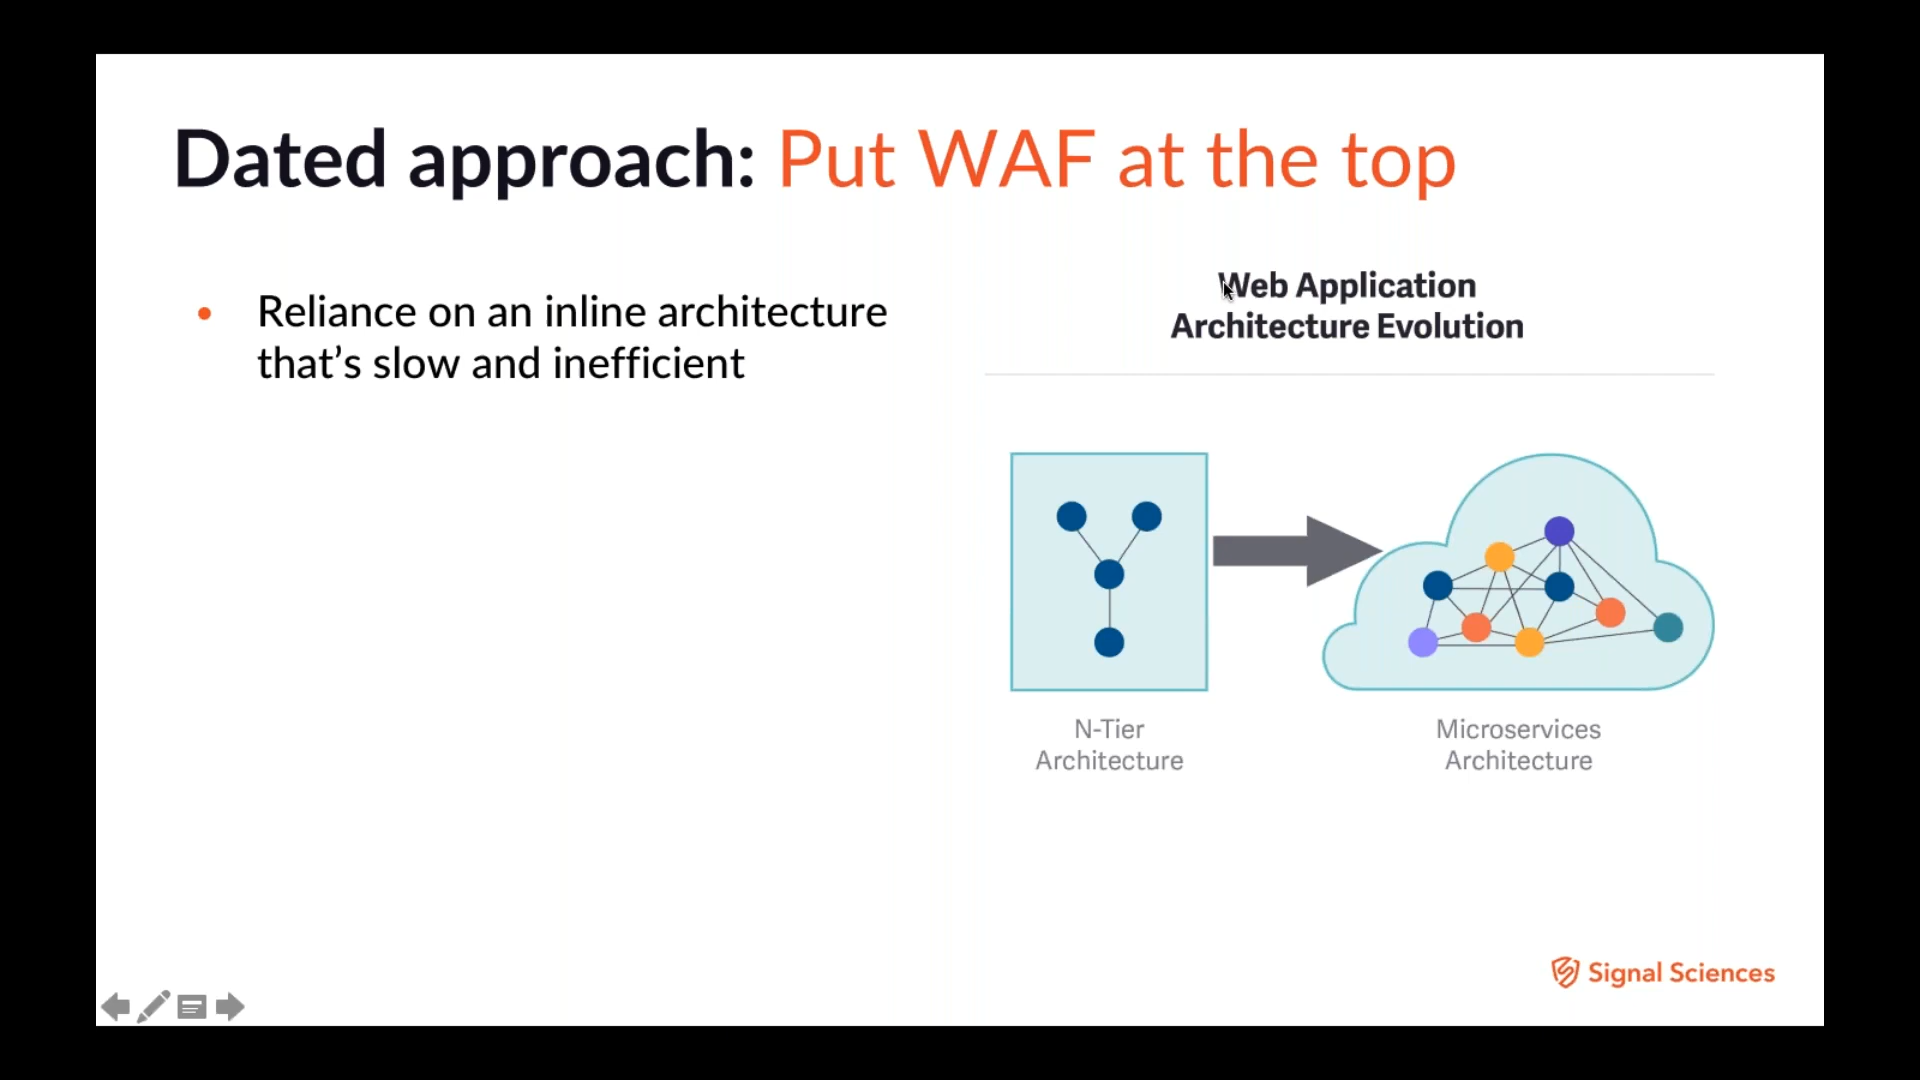 Dated approach: Put WAF at the top
Reliance on an inline architecture
that’s slow and inefficient
Web Application
Architecture Evolution
N-Tier
Architecture
Microservices
Architecture
Signal Sciences